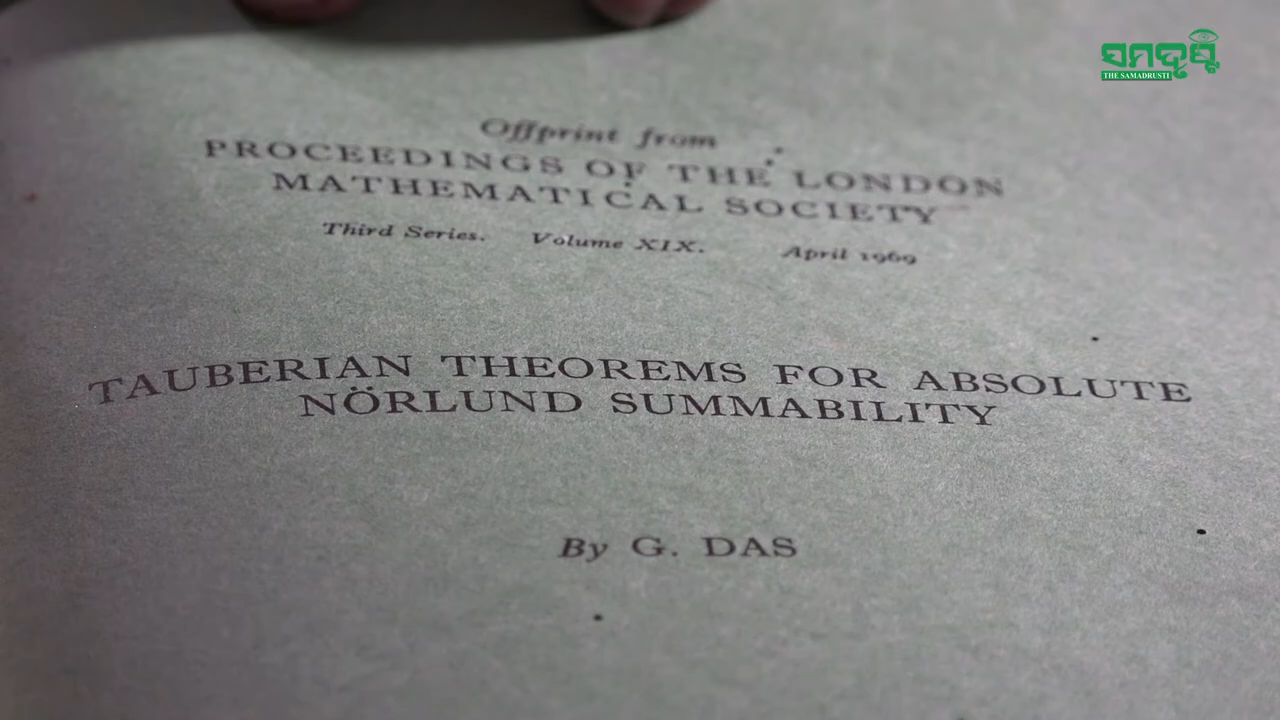 ସମଦୃଷ୍ଟି
THE SAMADRUSTI
Offprint from
PROCEEDINGS OF THE LONDON
MATHEMATICAL SOCIETY
Third Series. Volume XIX. April 1969
TAUBERIAN THEOREMS FOR ABSOLUTE
NÖRLUND SUMMABILITY
By G. DAS